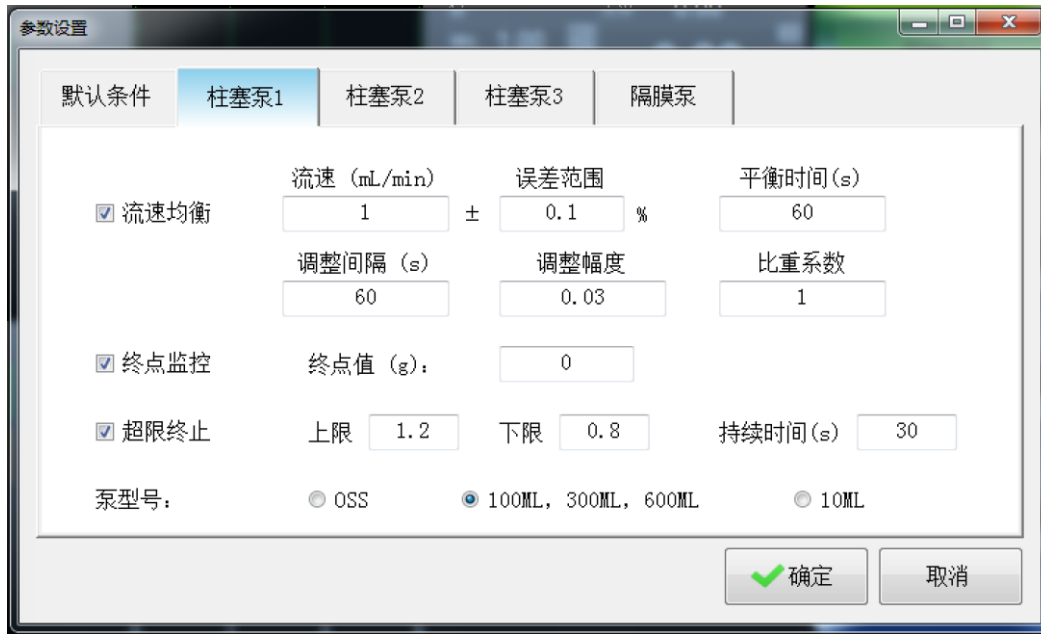 参数设置
默认条件 柱塞泵1 柱塞泵2 柱塞泵3 隔膜泵
流速 (mL/min) 误差范围 平衡时间(s)
流速均衡 1 ± 0.1 % 60
调整间隔 (s) 调整幅度 比重系数
60 0.03 1
终点监控 终点值 (g): 0
超限终止 上限 1.2 下限 0.8 持续时间(s) 30
泵型号: OSS 100ML, 300ML, 600ML 10ML
确定 取消